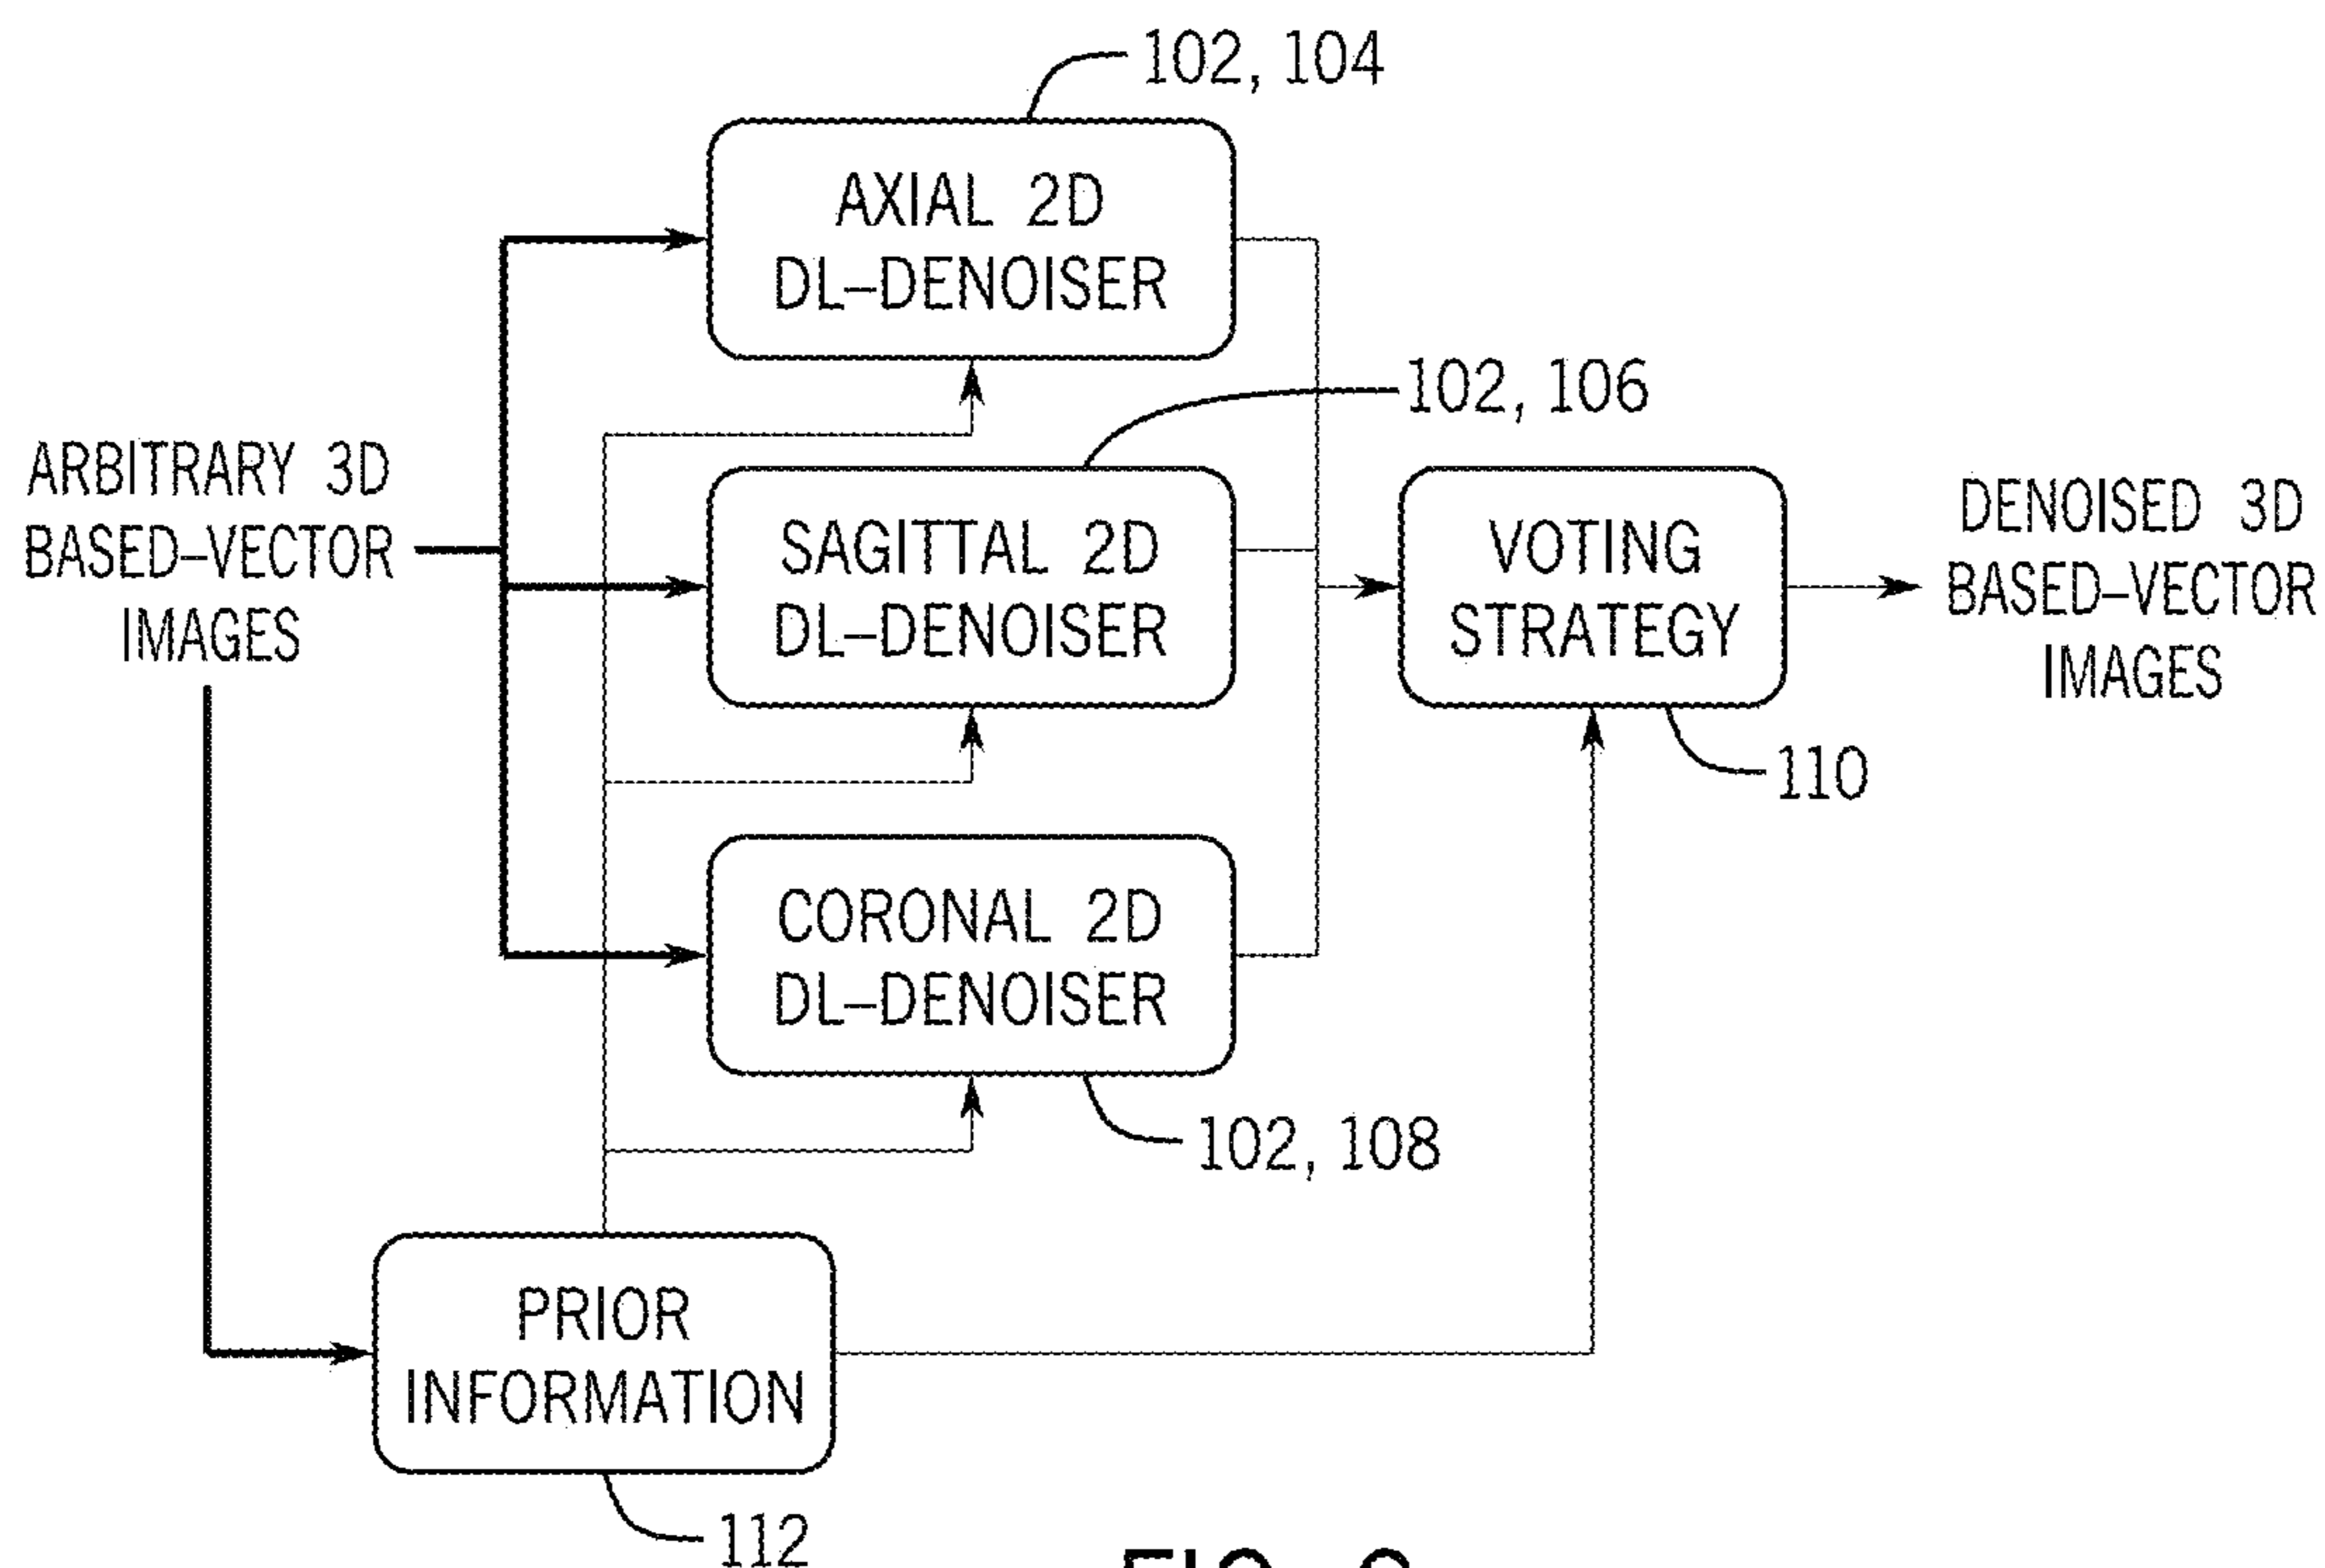 102, 104
AXIAL 2D
DL–DENOISER
102, 106
ARBITRARY 3D
BASED–VECTOR
IMAGES
SAGITTAL 2D
DL–DENOISER
VOTING
STRATEGY
DENOISED 3D
BASED–VECTOR
IMAGES
110
CORONAL 2D
DL–DENOISER
102, 108
PRIOR
INFORMATION
112